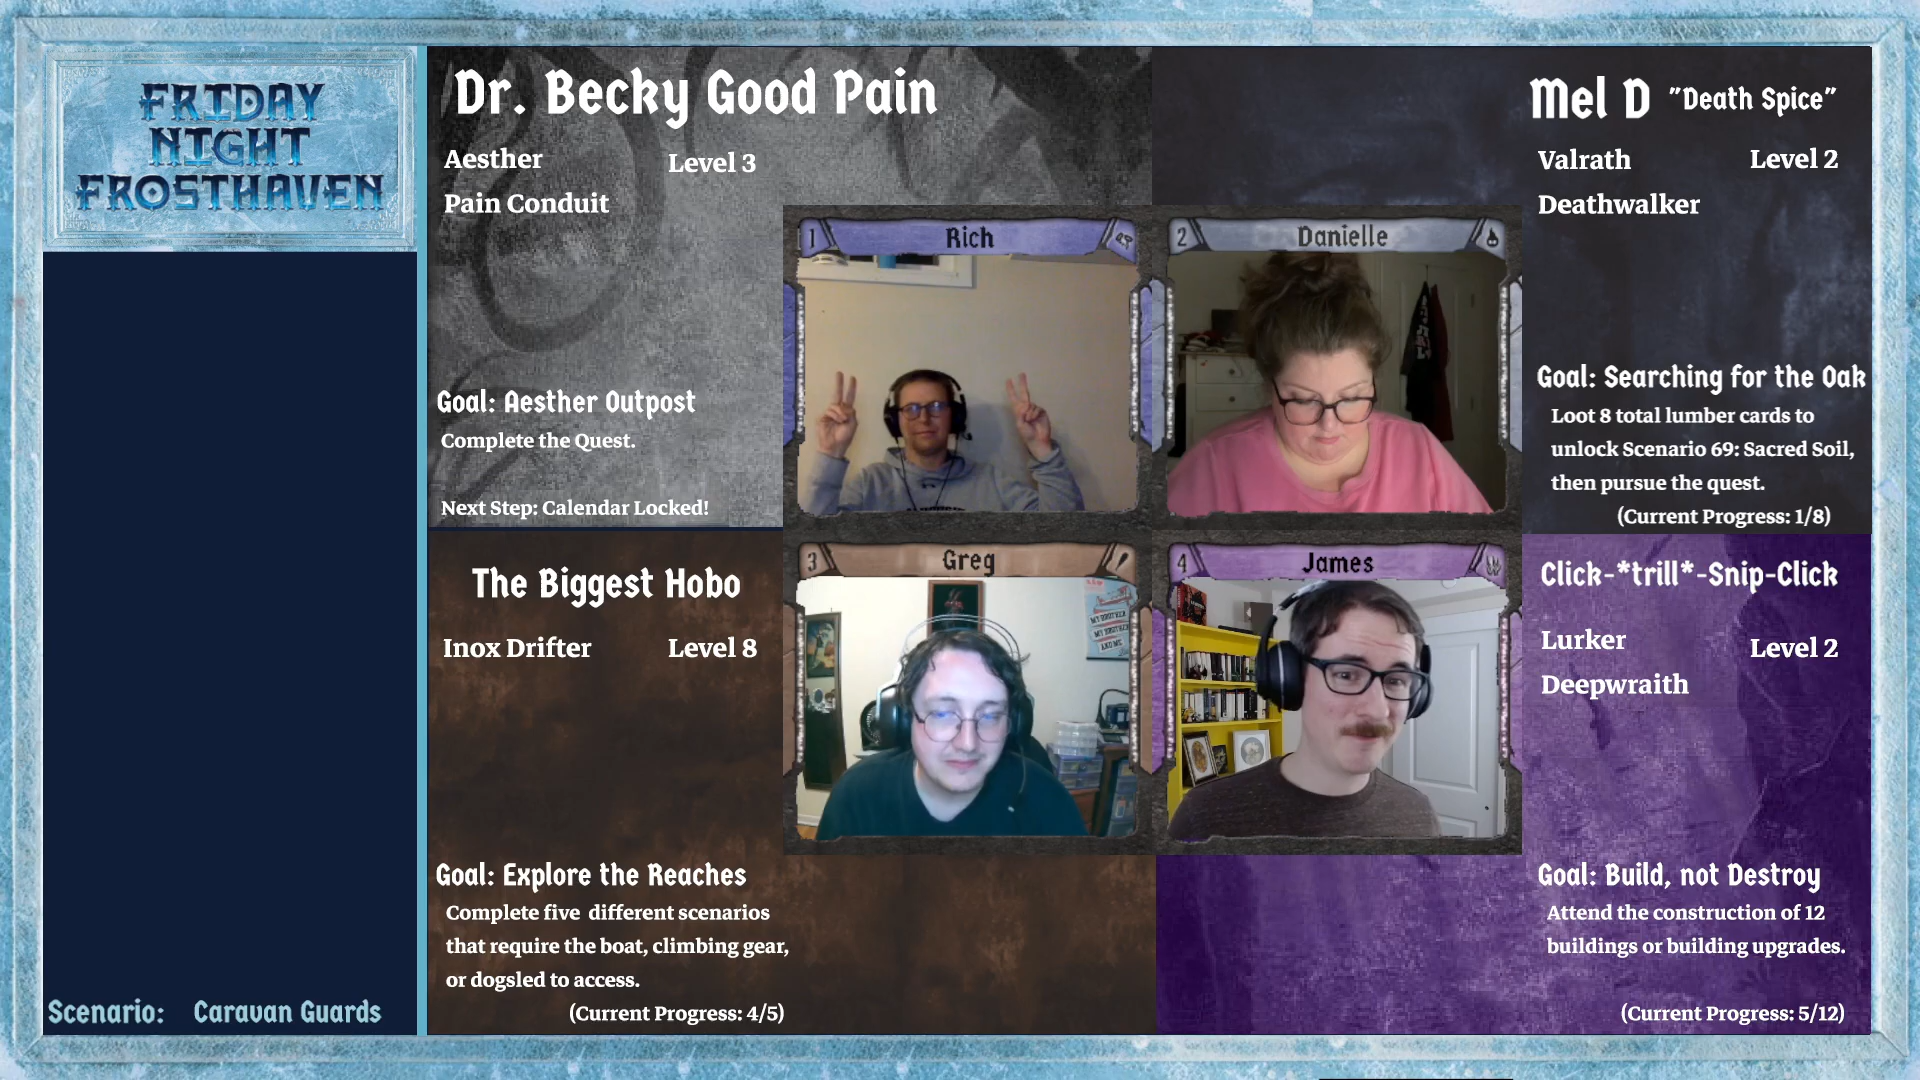 FRIDAY
NIGHT
FROSTHAVEN
Dr. Becky Good Pain
Aesther
Level 3
Pain Conduit
Goal: Aesther Outpost
Complete the Quest.
Next Step: Calendar Locked!
Mel D "Death Spice"
Valrath
Level 2
Deathwalker
Goal: Searching for the Oak
Loot 8 total lumber cards to
unlock Scenario 69: Sacred Soil,
then pursue the quest.
(Current Progress: 1/8)
1 Rich
2 Danielle
3 Greg
4 James
MY BROTHER
MY BROTHER
AND ME
The Biggest Hobo
Inox Drifter
Level 8
Goal: Explore the Reaches
Complete five different scenarios
that require the boat, climbing gear,
or dogsled to access.
(Current Progress: 4/5)
Click-*trill*-Snip-Click
Lurker
Level 2
Deepwraith
Goal: Build, not Destroy
Attend the construction of 12
buildings or building upgrades.
(Current Progress: 5/12)
Scenario: Caravan Guards